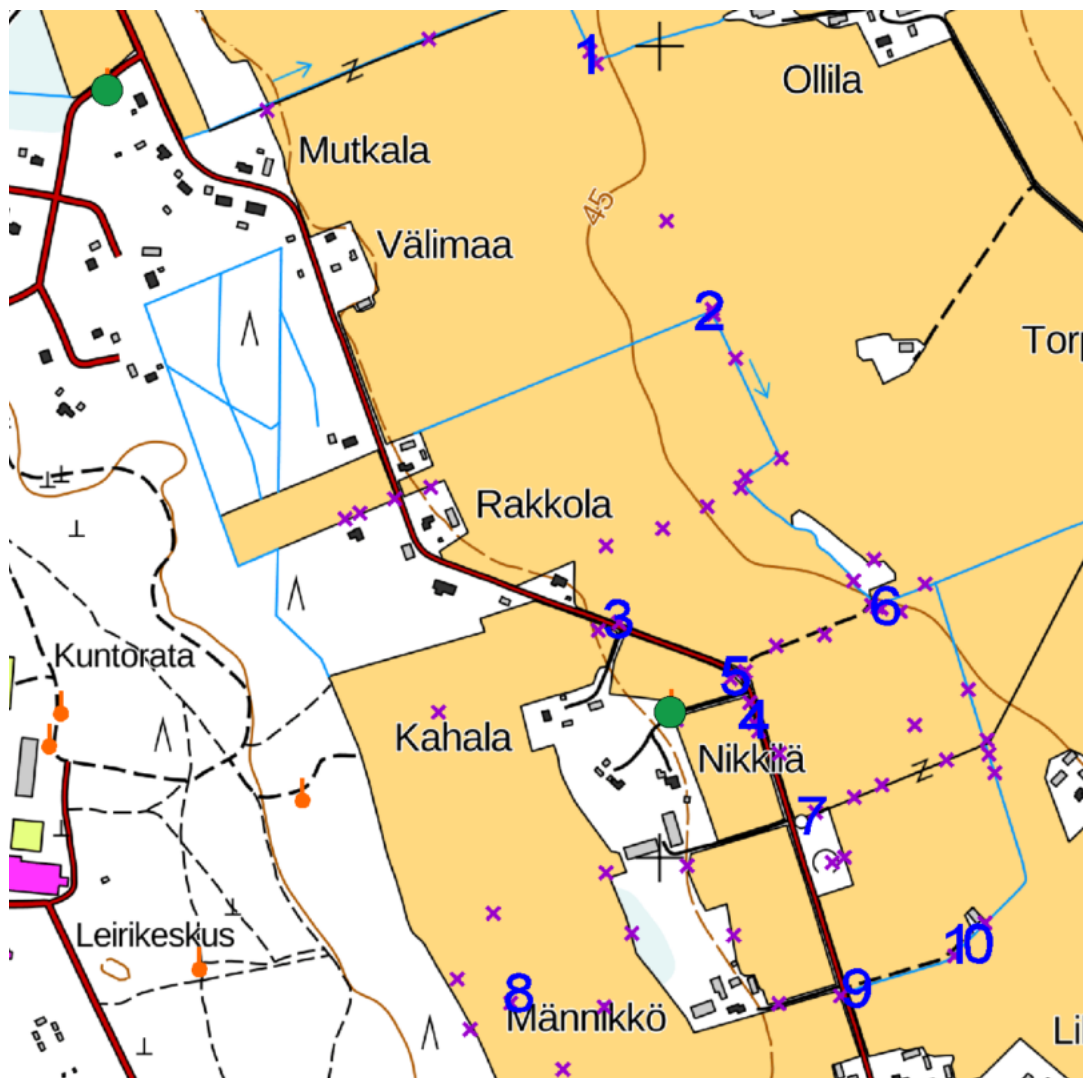 1
Ollila
Z
Mutkala
45
Välimaa
2
Torp
Rakkola
6
3
Kuntorata
5
4
Kahala
Nikkilä
Z
7
Leirikeskus
10
8
9
Männikkö
Li